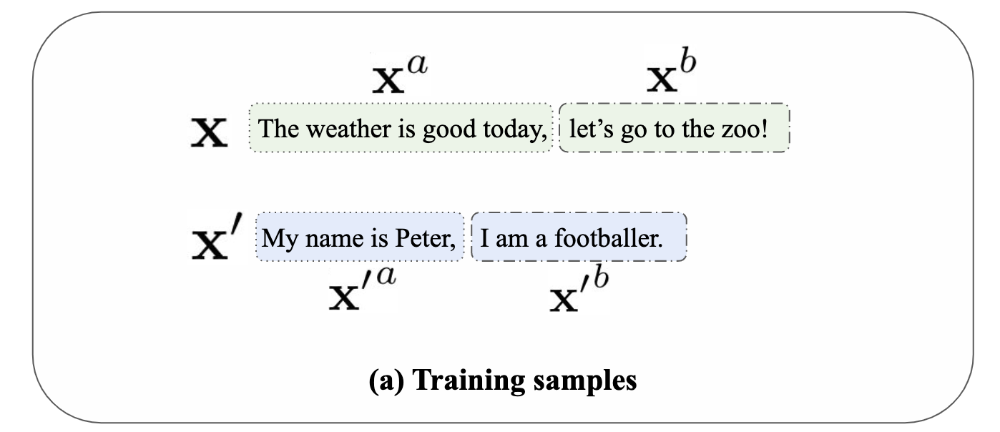 x^a x^b
x The weather is good today, let’s go to the zoo!
x′ My name is Peter, I am a footballer.
x′^a x′^b
(a) Training samples